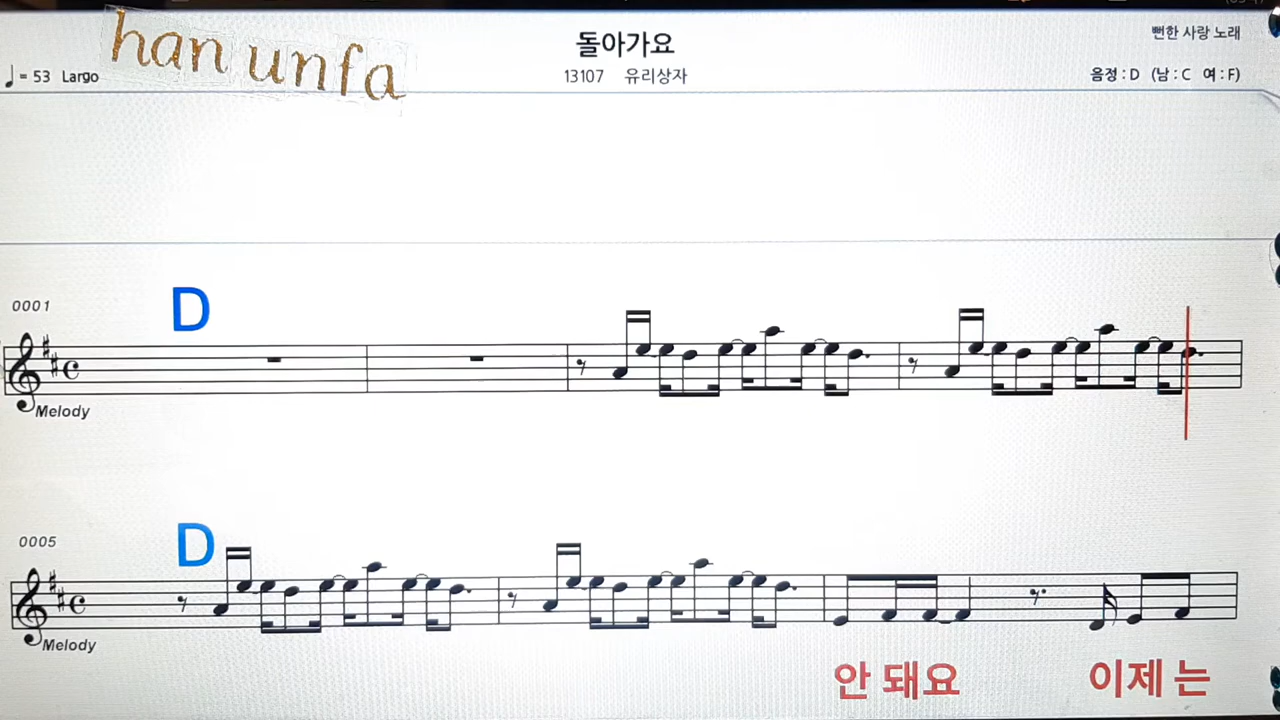 han unfa
돌아가요
뻔한 사랑 노래
♩= 53 Largo
13107 유리상자
음정 : D (남 : C 여 : F)
0001
D
Melody
0005
D
Melody
안 돼요 이제 는